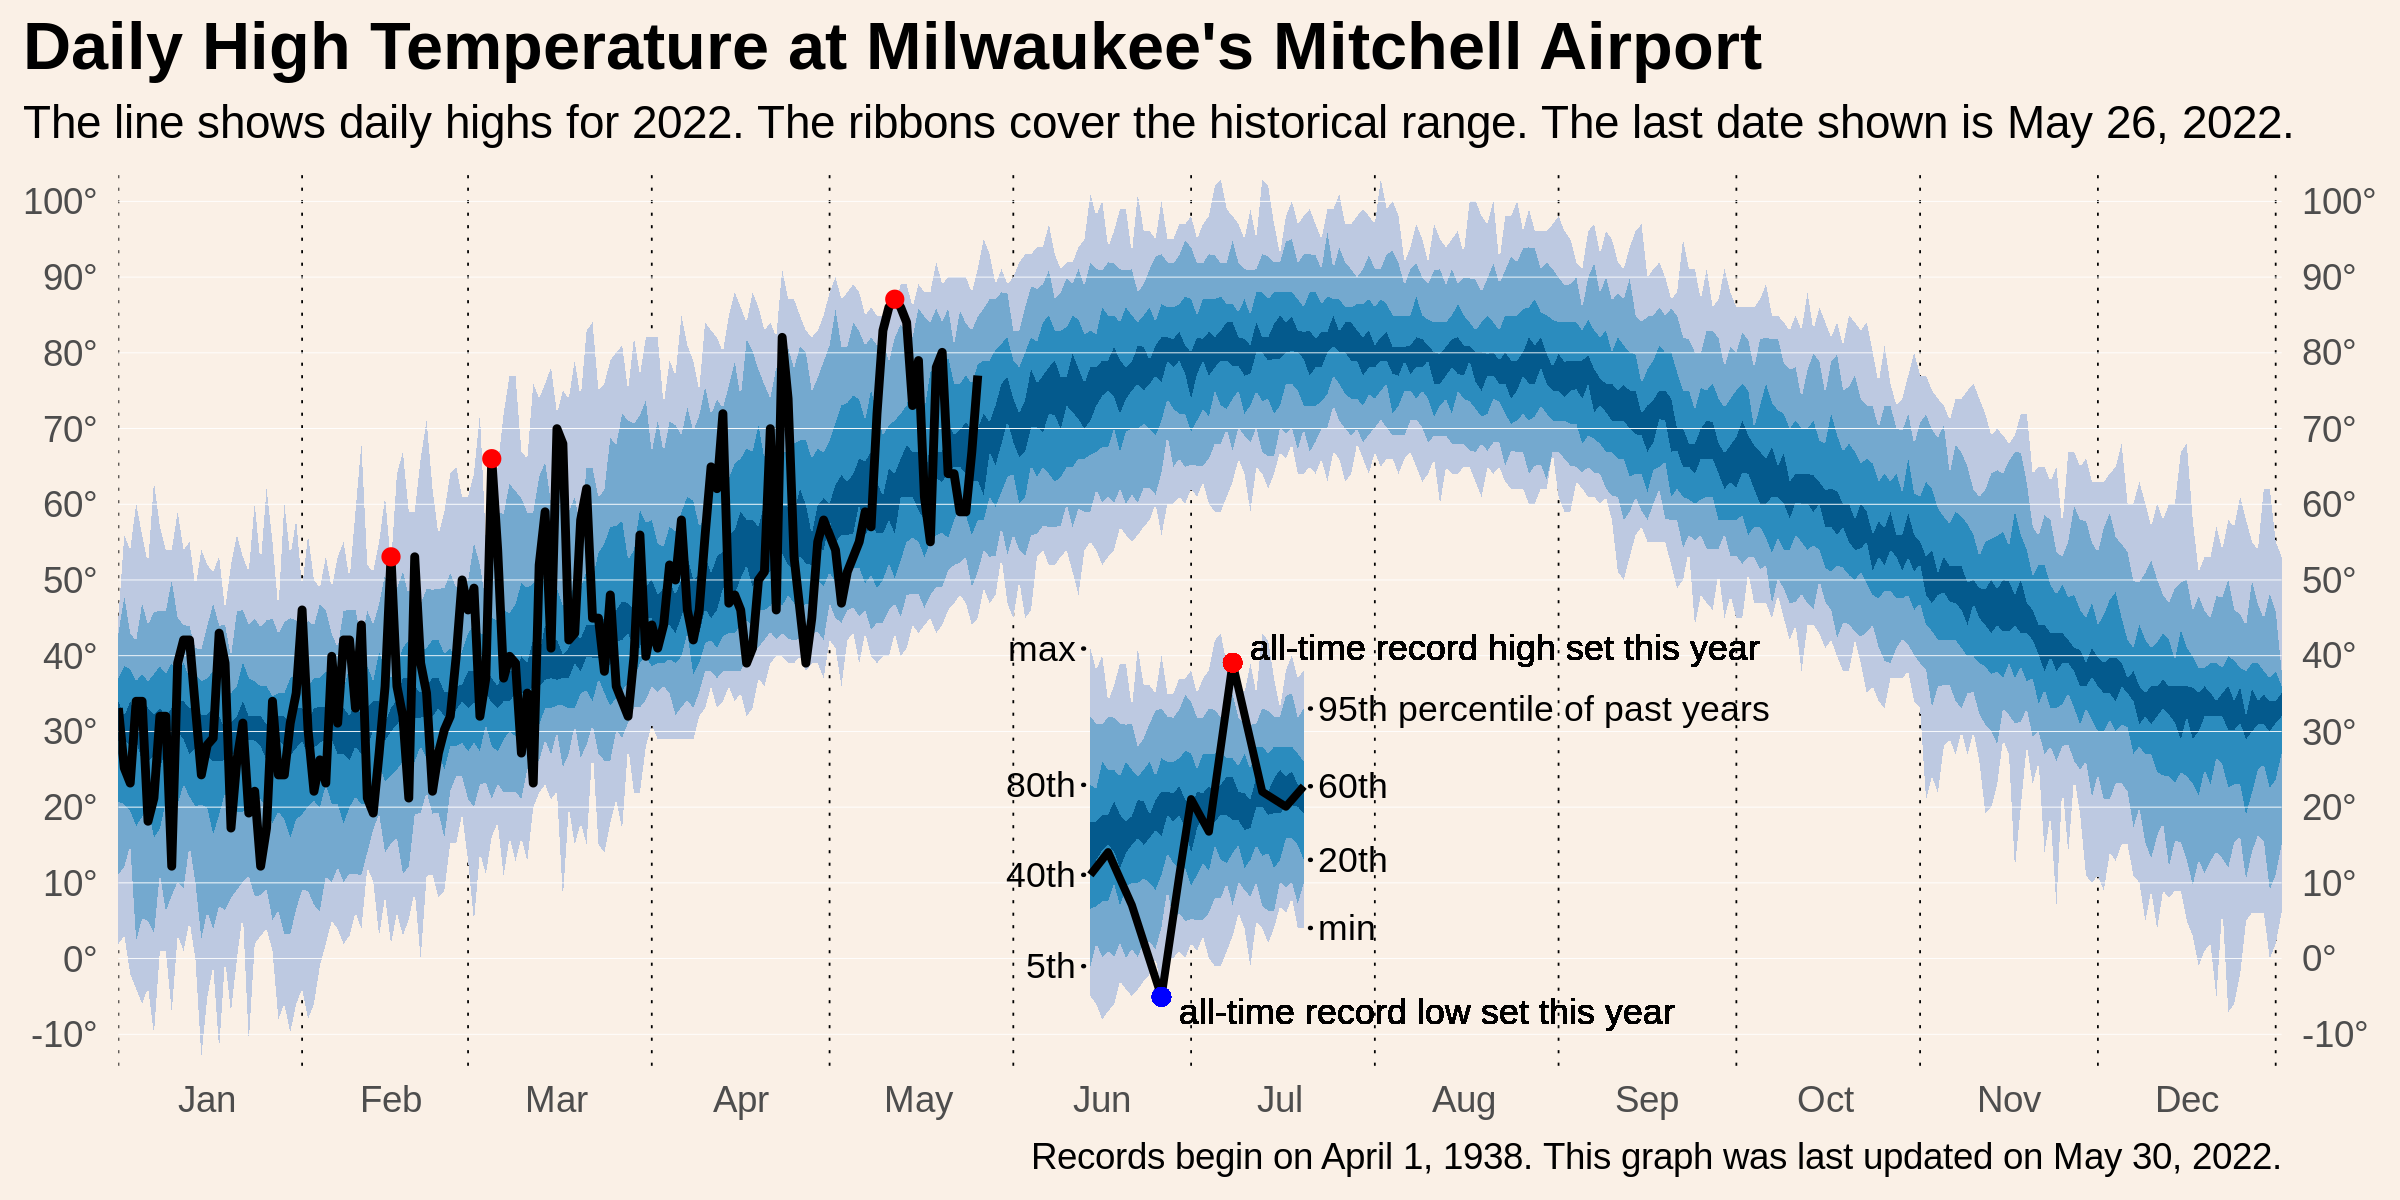 Daily High Temperature at Milwaukee's Mitchell Airport
The line shows daily highs for 2022. The ribbons cover the historical range. The last date shown is May 26, 2022.
100° 100°
90° 90°
80° 80°
70° 70°
60° 60°
50° 50°
40° 40°
30° 30°
20° 20°
10° 10°
0° 0°
-10° -10°
max
all-time record high set this year
95th percentile of past years
80th
60th
40th
20th
min
5th
all-time record low set this year
Jan Feb Mar Apr May Jun Jul Aug Sep Oct Nov Dec
Records begin on April 1, 1938. This graph was last updated on May 30, 2022.